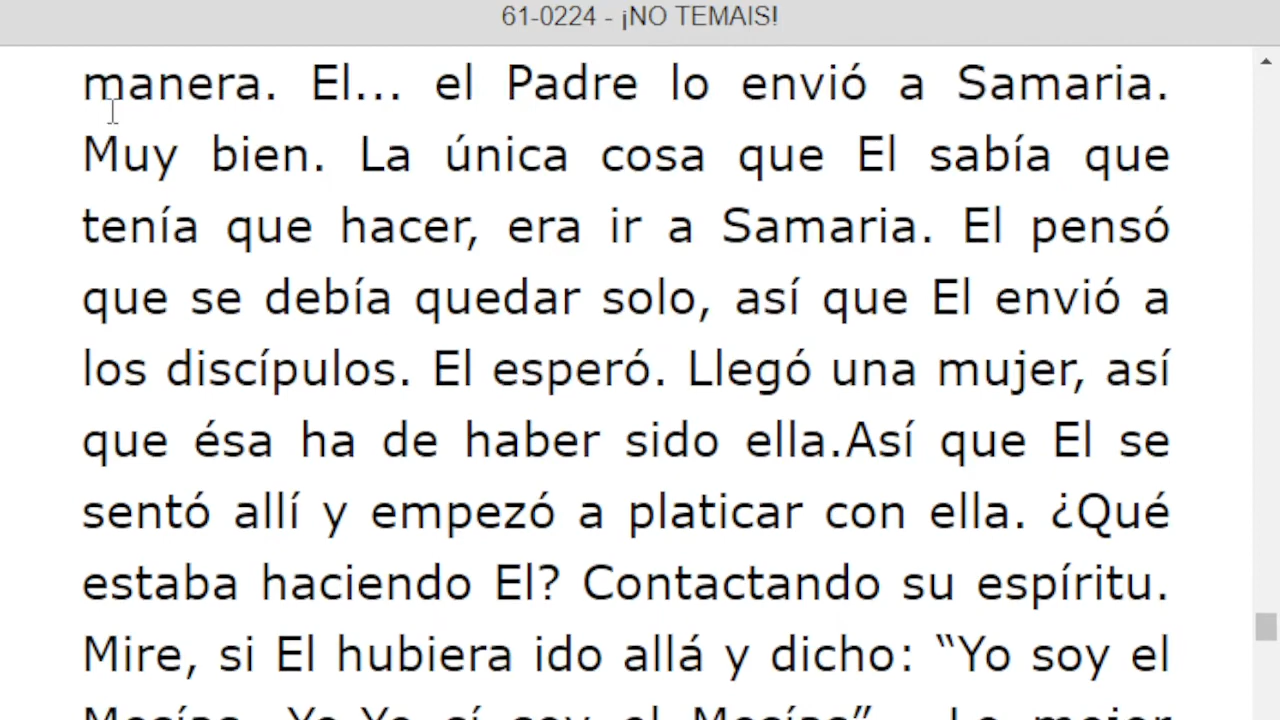 61-0224 - ¡NO TEMAIS!
manera. El... el Padre lo envió a Samaria.
Muy bien. La única cosa que El sabía que
tenía que hacer, era ir a Samaria. El pensó
que se debía quedar solo, así que El envió a
los discípulos. El esperó. Llegó una mujer, así
que ésa ha de haber sido ella.Así que El se
sentó allí y empezó a platicar con ella. ¿Qué
estaba haciendo El? Contactando su espíritu.
Mire, si El hubiera ido allá y dicho: “Yo soy el